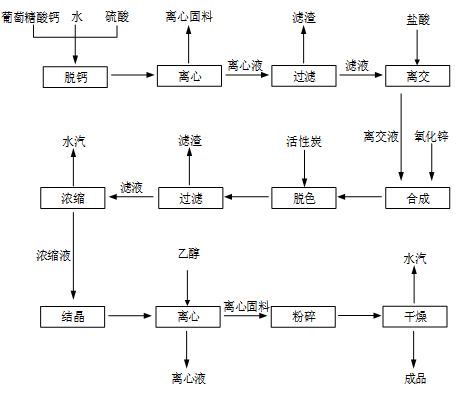 葡萄糖酸钙 水 硫酸
离心固料
滤渣
盐酸
脱钙
离心
离心液
过滤
滤液
离交
离交液
氧化锌
水汽
滤渣
活性炭
浓缩
滤液
过滤
脱色
合成
浓缩液
乙醇
水汽
结晶
离心
离心固料
粉碎
干燥
离心液
成品